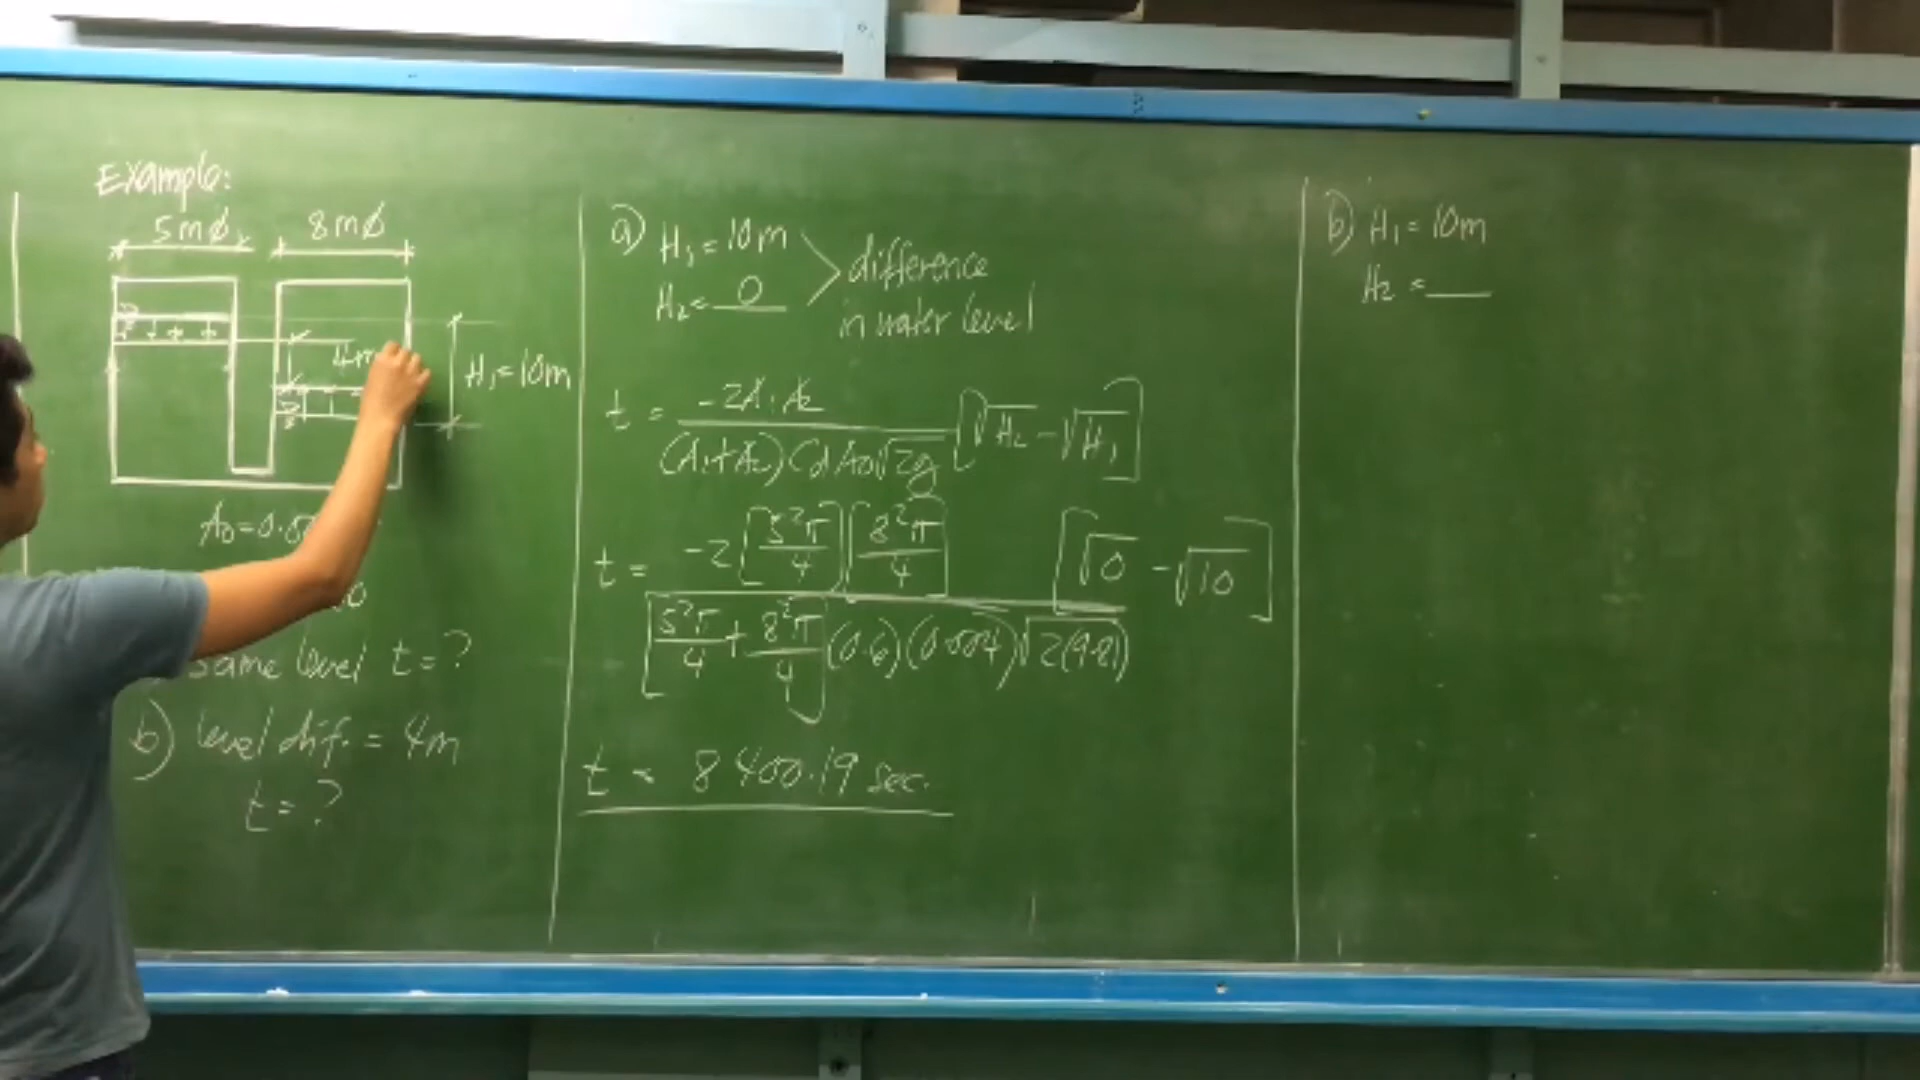 Example:
5mø 8mø
4m
H₁ = 10m
A₀ = 0.
same level t = ?
b) level dif. = 4m
t = ?
a) H₁ = 10m
H₂ = 0
difference
in water level
t = -2A₁A₂ / (A₁+A₂) Cd A₀ √2g [√H₂ - √H₁]
t = -2 [5²π/4] [8²π/4] / [5²π/4 + 8²π/4] (0.6)(0.004) √2(9.81) [√0 - √10]
t = 8400.19 sec.
b) H₁ = 10m
H₂ = __